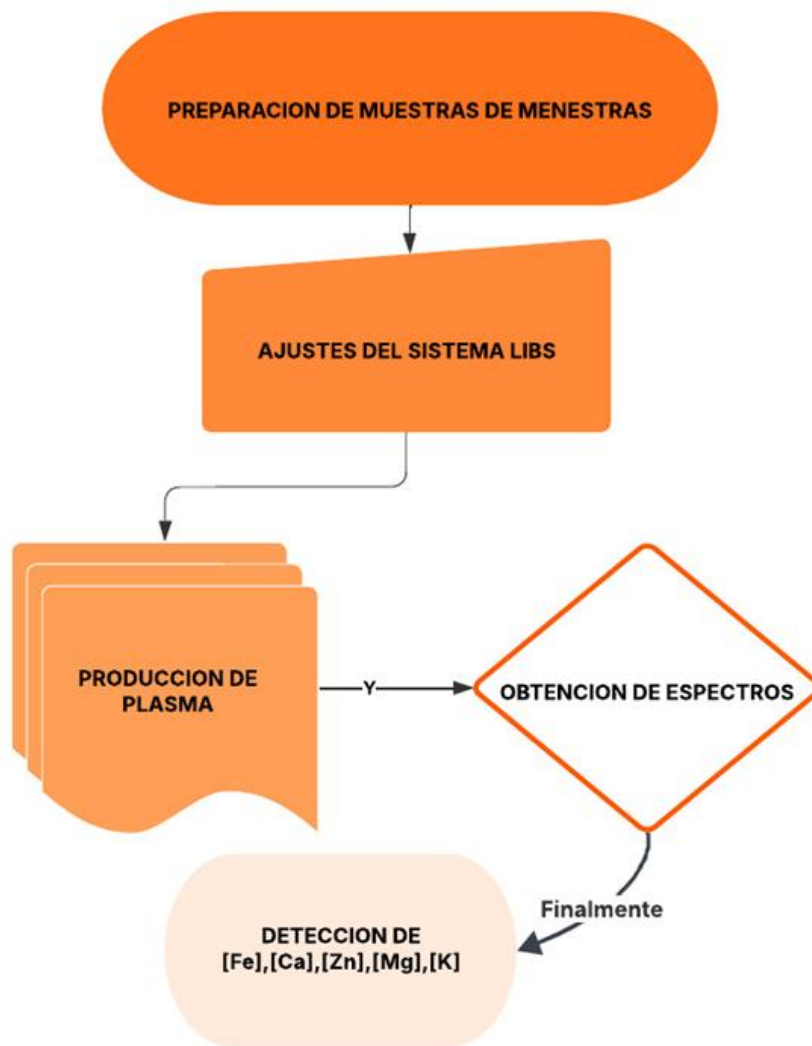 PREPARACION DE MUESTRAS DE MENESTRAS
AJUSTES DEL SISTEMA LIBS
PRODUCCION DE
PLASMA
Y
OBTENCION DE ESPECTROS
Finalmente
DETECCION DE
[Fe],[Ca],[Zn],[Mg],[K]